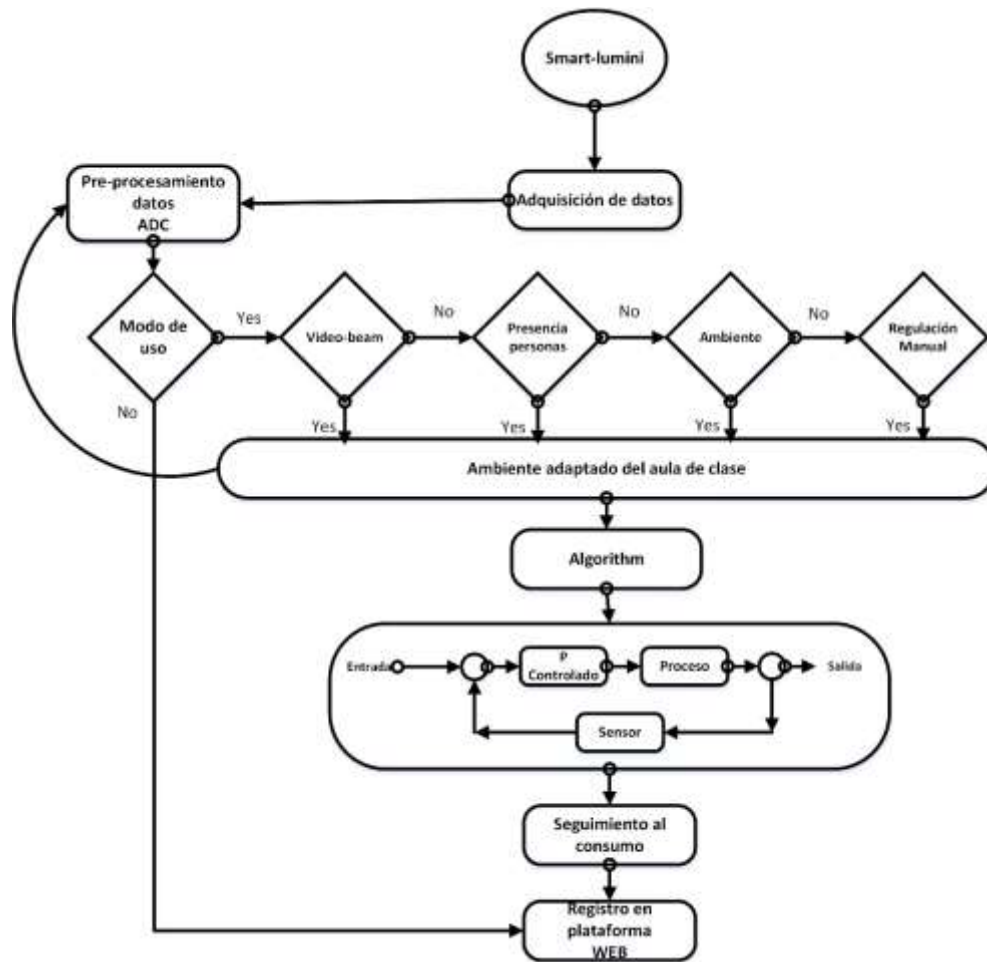 Smart-lumini
Pre-procesamiento
datos
ADC
Adquisición de datos
Modo de
uso
Yes
Video-beam
No
Presencia
personas
No
Ambiente
No
Regulación
Manual
No
Yes
Yes
Yes
Yes
Ambiente adaptado del aula de clase
Algorithm
Entrada
P
Controlado
Proceso
Salida
Sensor
Seguimiento al
consumo
Registro en
plataforma
WEB